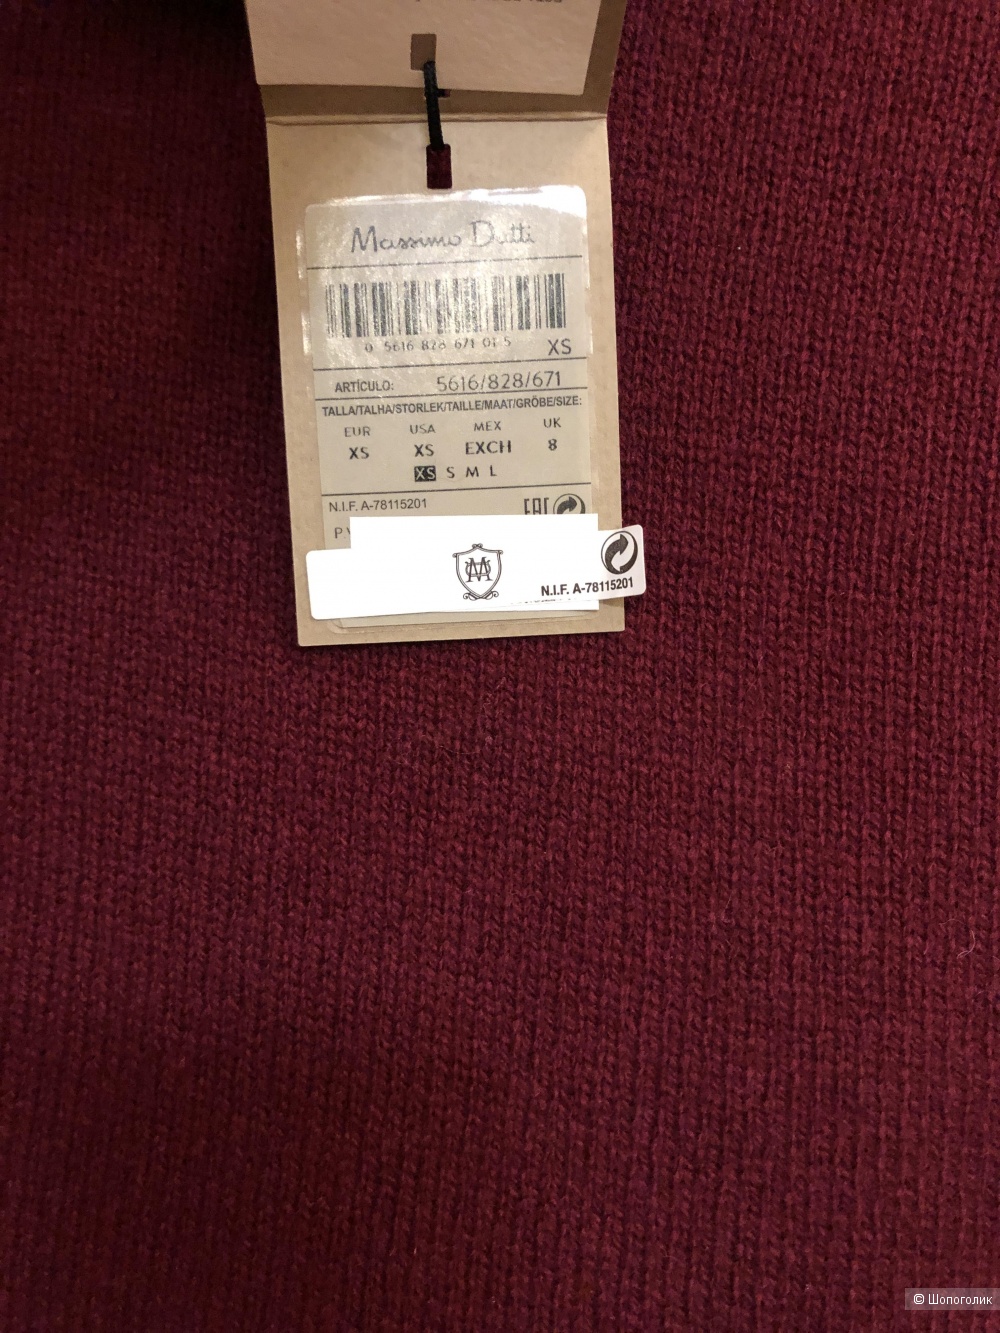 Massimo Dutti
0 5616 828 671 01 5
XS
ARTÍCULO: 5616/828/671
TALLA/TALHA/STORLEK/TAILLE/MAAT/GRÖBE/SIZE:
EUR USA MEX UK
XS XS EXCH 8
XS S M L
N.I.F. A-78115201
EAC
P.V
M
N.I.F. A-78115201
© Шопоголик